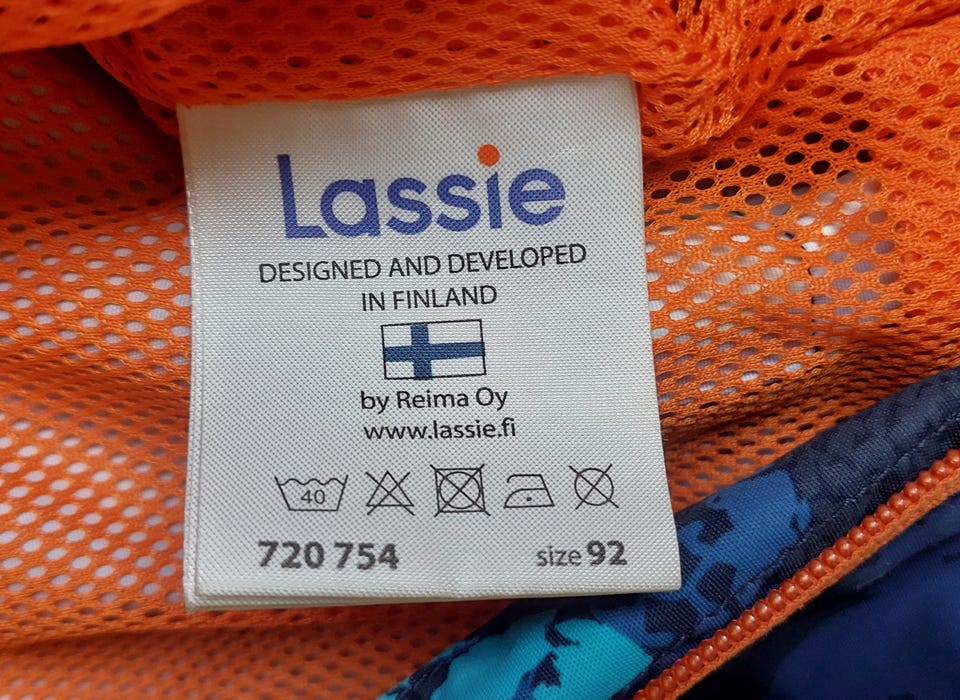 Lassie
DESIGNED AND DEVELOPED
IN FINLAND
by Reima Oy
www.lassie.fi
40
720 754 size 92